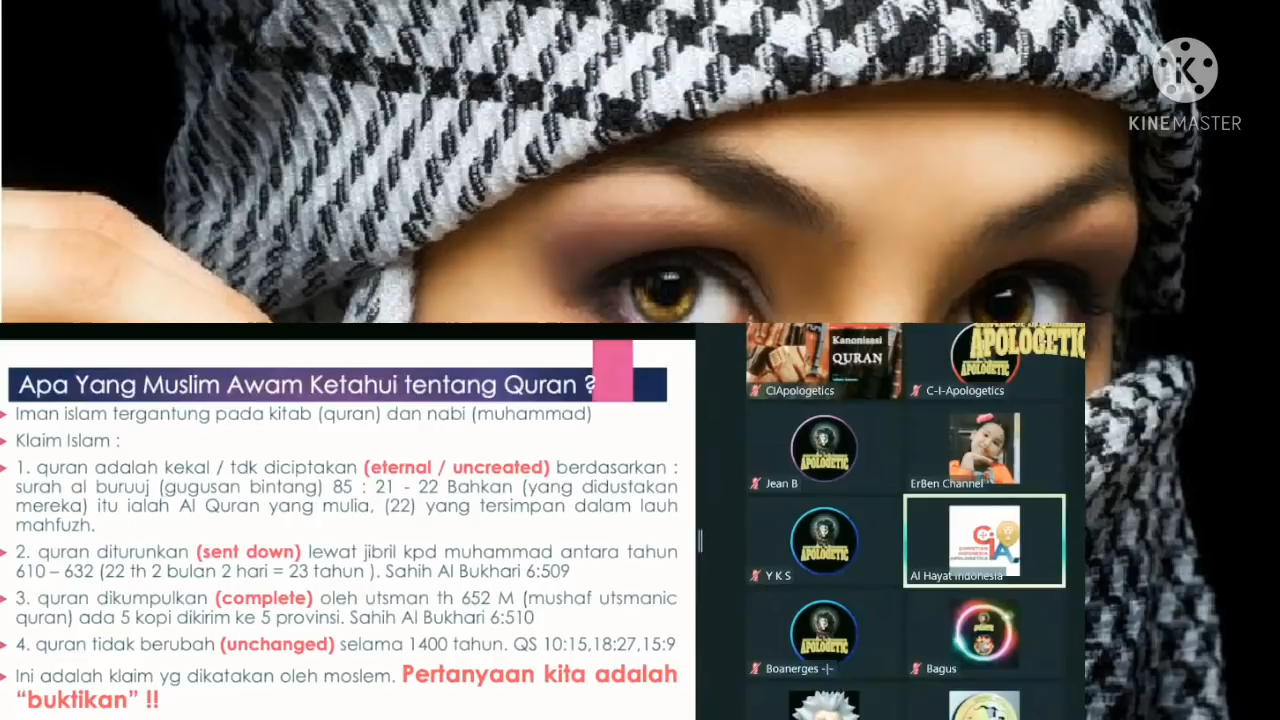 KINEMASTER
Apa Yang Muslim Awam Ketahui tentang Quran ?
Iman islam tergantung pada kitab (quran) dan nabi (muhammad)
Klaim Islam :
1. quran adalah kekal / tdk diciptakan (eternal / uncreated) berdasarkan :
surah al buruuj (gugusan bintang) 85 : 21 - 22 Bahkan (yang didustakan
mereka) itu ialah Al Quran yang mulia, (22) yang tersimpan dalam lauh
mahfuzh.
2. quran diturunkan (sent down) lewat jibril kpd muhammad antara tahun
610 – 632 (22 th 2 bulan 2 hari = 23 tahun ). Sahih Al Bukhari 6:509
3. quran dikumpulkan (complete) oleh utsman th 652 M (mushaf utsmanic
quran) ada 5 kopi dikirim ke 5 provinsi. Sahih Al Bukhari 6:510
4. quran tidak berubah (unchanged) selama 1400 tahun. QS 10:15,18:27,15:9
Ini adalah klaim yg dikatakan oleh moslem. Pertanyaan kita adalah
“buktikan” !!
Kanonisasi
QURAN
CIApologetics
APOLOGETIC
APOLOGETIC
C-I-Apologetics
APOLOGETIC
Jean B
ErBen Channel
APOLOGETIC
Y K S
Al Hayat Indonesia
APOLOGETIC
Boanerges -|-
Bagus